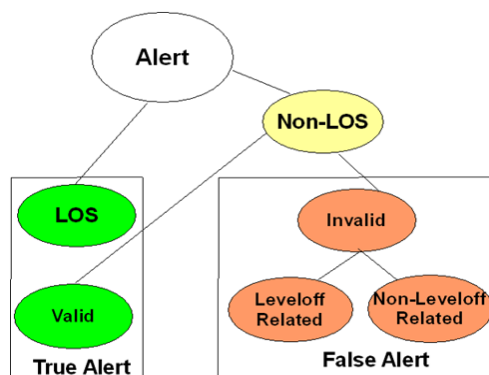 Alert
Non-LOS
LOS
Invalid
Valid
Leveloff
Related
Non-Leveloff
Related
True Alert
False Alert